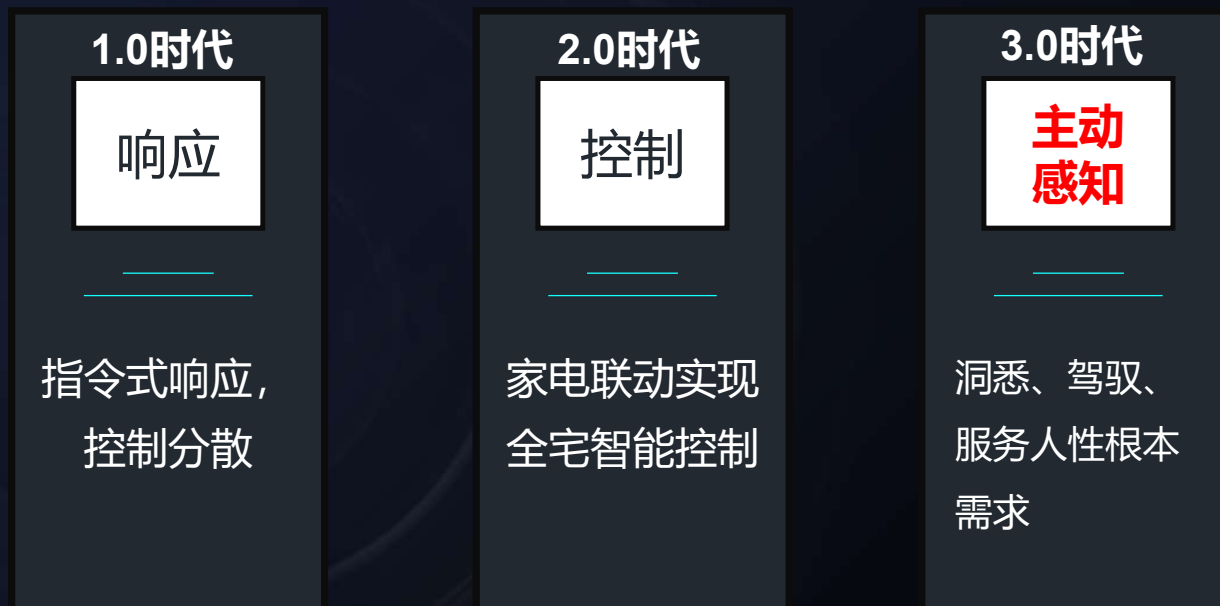 1.0时代
响应
指令式响应,
控制分散
2.0时代
控制
家电联动实现
全宅智能控制
3.0时代
主动
感知
洞悉、驾驭、
服务人性根本
需求